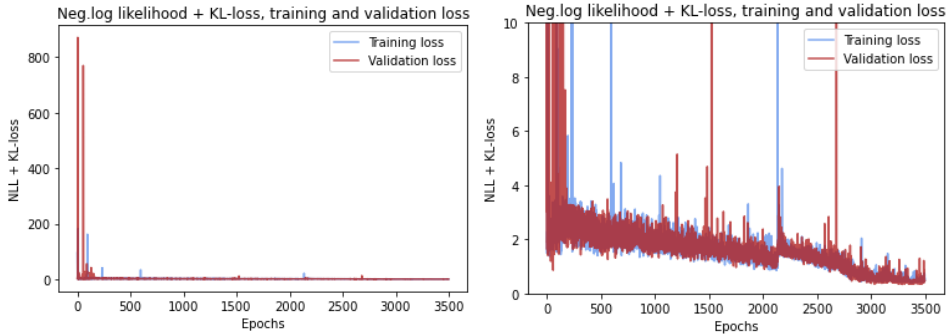 Neg.log likelihood + KL-loss, training and validation loss
Training loss
Validation loss
NLL + KL-loss
800
600
400
200
0
0 500 1000 1500 2000 2500 3000 3500
Epochs
Neg.log likelihood + KL-loss, training and validation loss
Training loss
Validation loss
NLL + KL-loss
10
8
6
4
2
0
0 500 1000 1500 2000 2500 3000 3500
Epochs